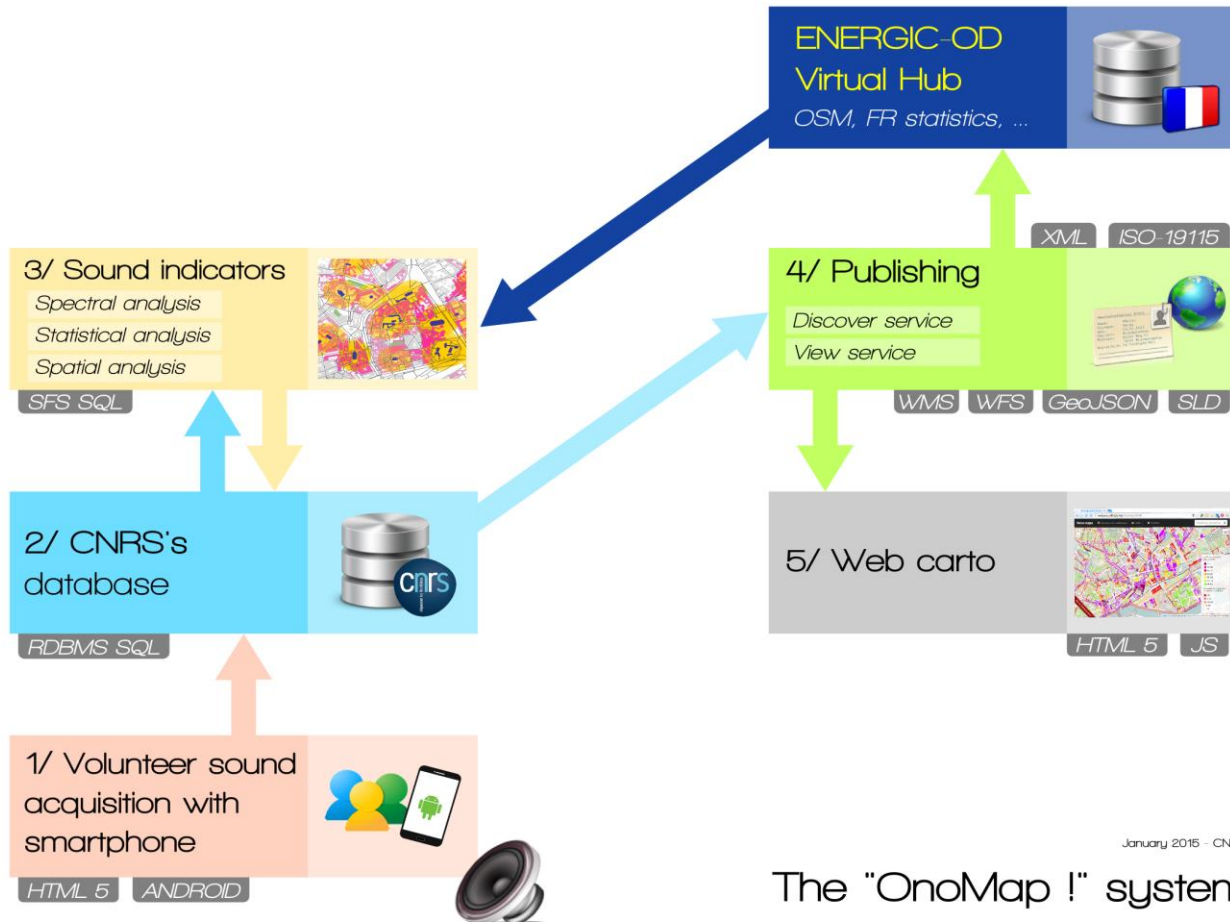 ENERGIC-OD
Virtual Hub
OSM, FR statistics, ...
3/ Sound indicators
Spectral analysis
Statistical analysis
Spatial analysis
SFS SQL
XML ISO-19115
4/ Publishing
Discover service
View service
WMS WFS GeoJSON SLD
2/ CNRS's
database
cnrs
RDBMS SQL
5/ Web carto
HTML 5 JS
1/ Volunteer sound
acquisition with
smartphone
HTML 5 ANDROID
January 2015 - CN
The "OnoMap !" system